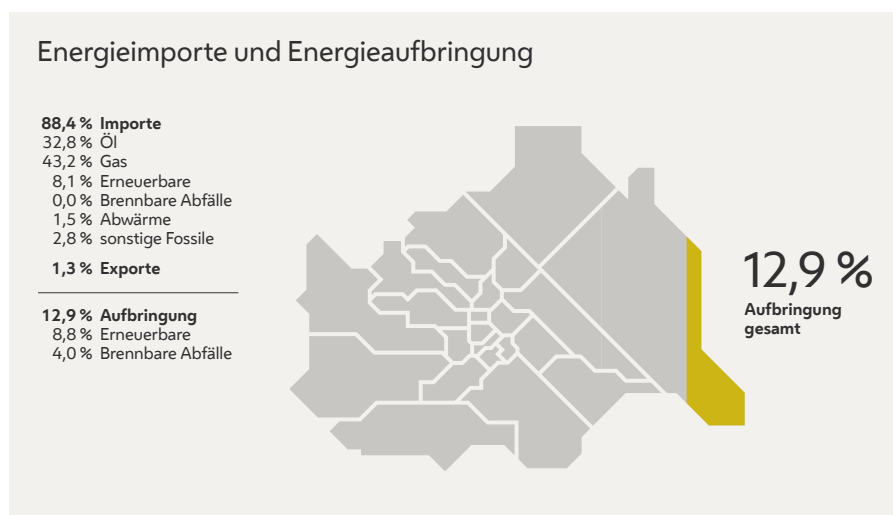 Energieimporte und Energieaufbringung
88,4 % Importe
32,8 % Öl
43,2 % Gas
8,1 % Erneuerbare
0,0 % Brennbare Abfälle
1,5 % Abwärme
2,8 % sonstige Fossile
1,3 % Exporte
12,9 % Aufbringung
8,8 % Erneuerbare
4,0 % Brennbare Abfälle
12,9 %
Aufbringung
gesamt